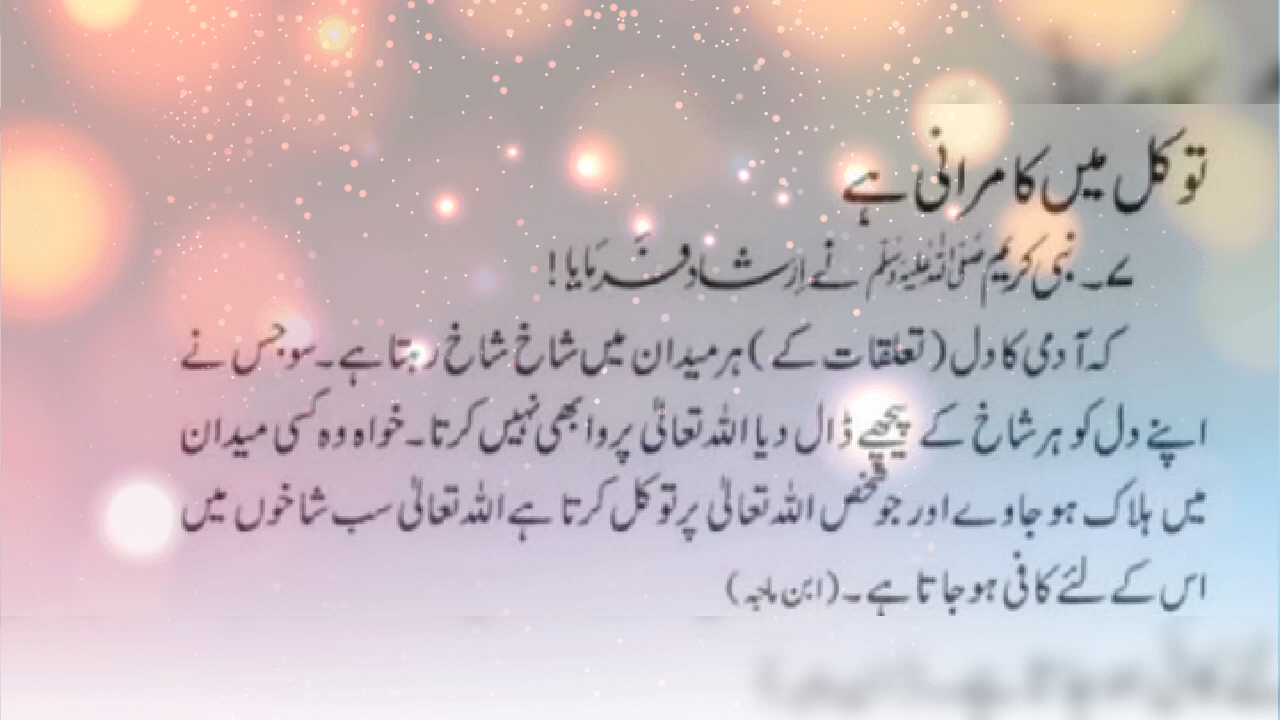 توکل میں کامرانی ہے
۷۔ نبی کریم صلی اللہ علیہ وسلم نے ارشاد فرمایا!
کہ آدمی کا دل (تعلقات کے) ہر میدان میں شاخ شاخ رہتا ہے۔ سو جس نے
اپنے دل کو ہر شاخ کے پیچھے ڈال دیا اللہ تعالیٰ پروا بھی نہیں کرتا۔ خواہ وہ کسی میدان
میں ہلاک ہو جاوے اور جو شخص اللہ تعالیٰ پر توکل کرتا ہے اللہ تعالیٰ سب شاخوں میں
اس کے لئے کافی ہو جاتا ہے۔ (ابن ماجہ)